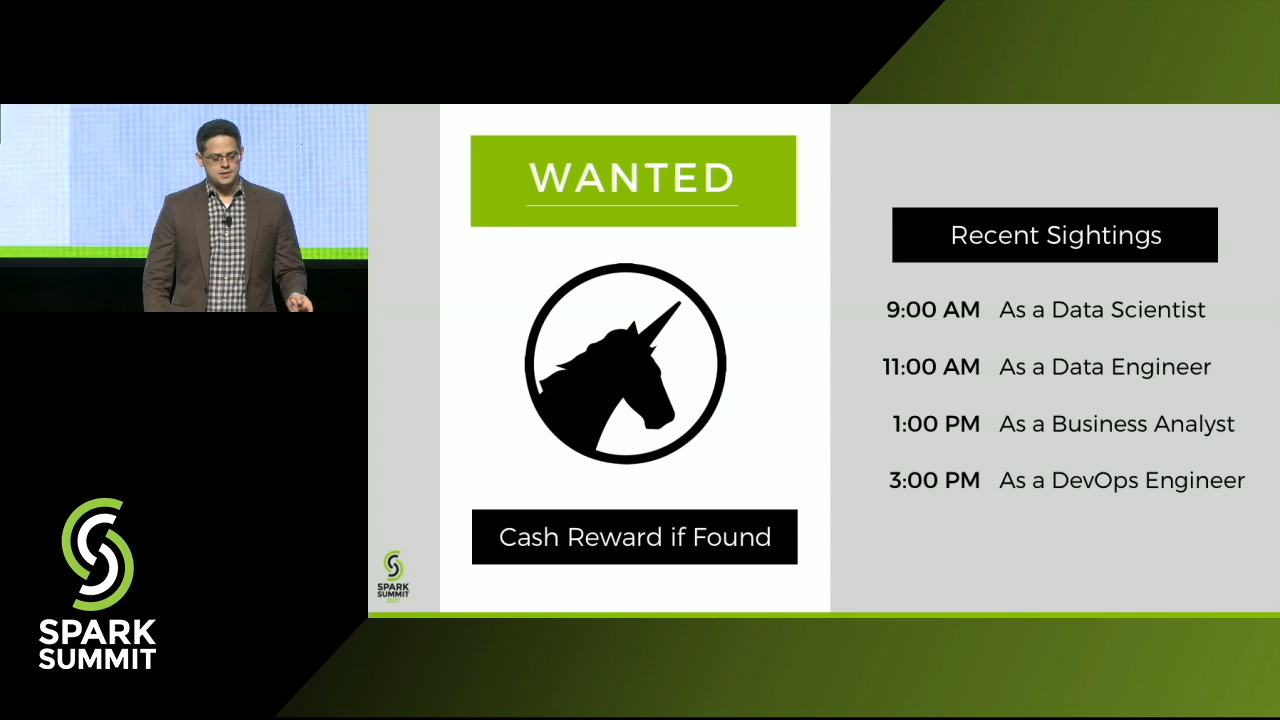 WANTED
Cash Reward if Found
Recent Sightings
9:00 AM As a Data Scientist
11:00 AM As a Data Engineer
1:00 PM As a Business Analyst
3:00 PM As a DevOps Engineer
SPARK
SUMMIT
2017
SPARK
SUMMIT